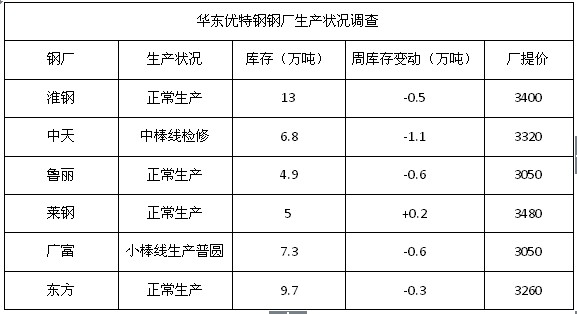 华东优特钢钢厂生产状况调查
钢厂 生产状况 库存（万吨） 周库存变动（万吨） 厂提价
淮钢 正常生产 13 -0.5 3400
中天 中棒线检修 6.8 -1.1 3320
鲁丽 正常生产 4.9 -0.6 3050
莱钢 正常生产 5 +0.2 3480
广富 小棒线生产普圆 7.3 -0.6 3050
东方 正常生产 9.7 -0.3 3260